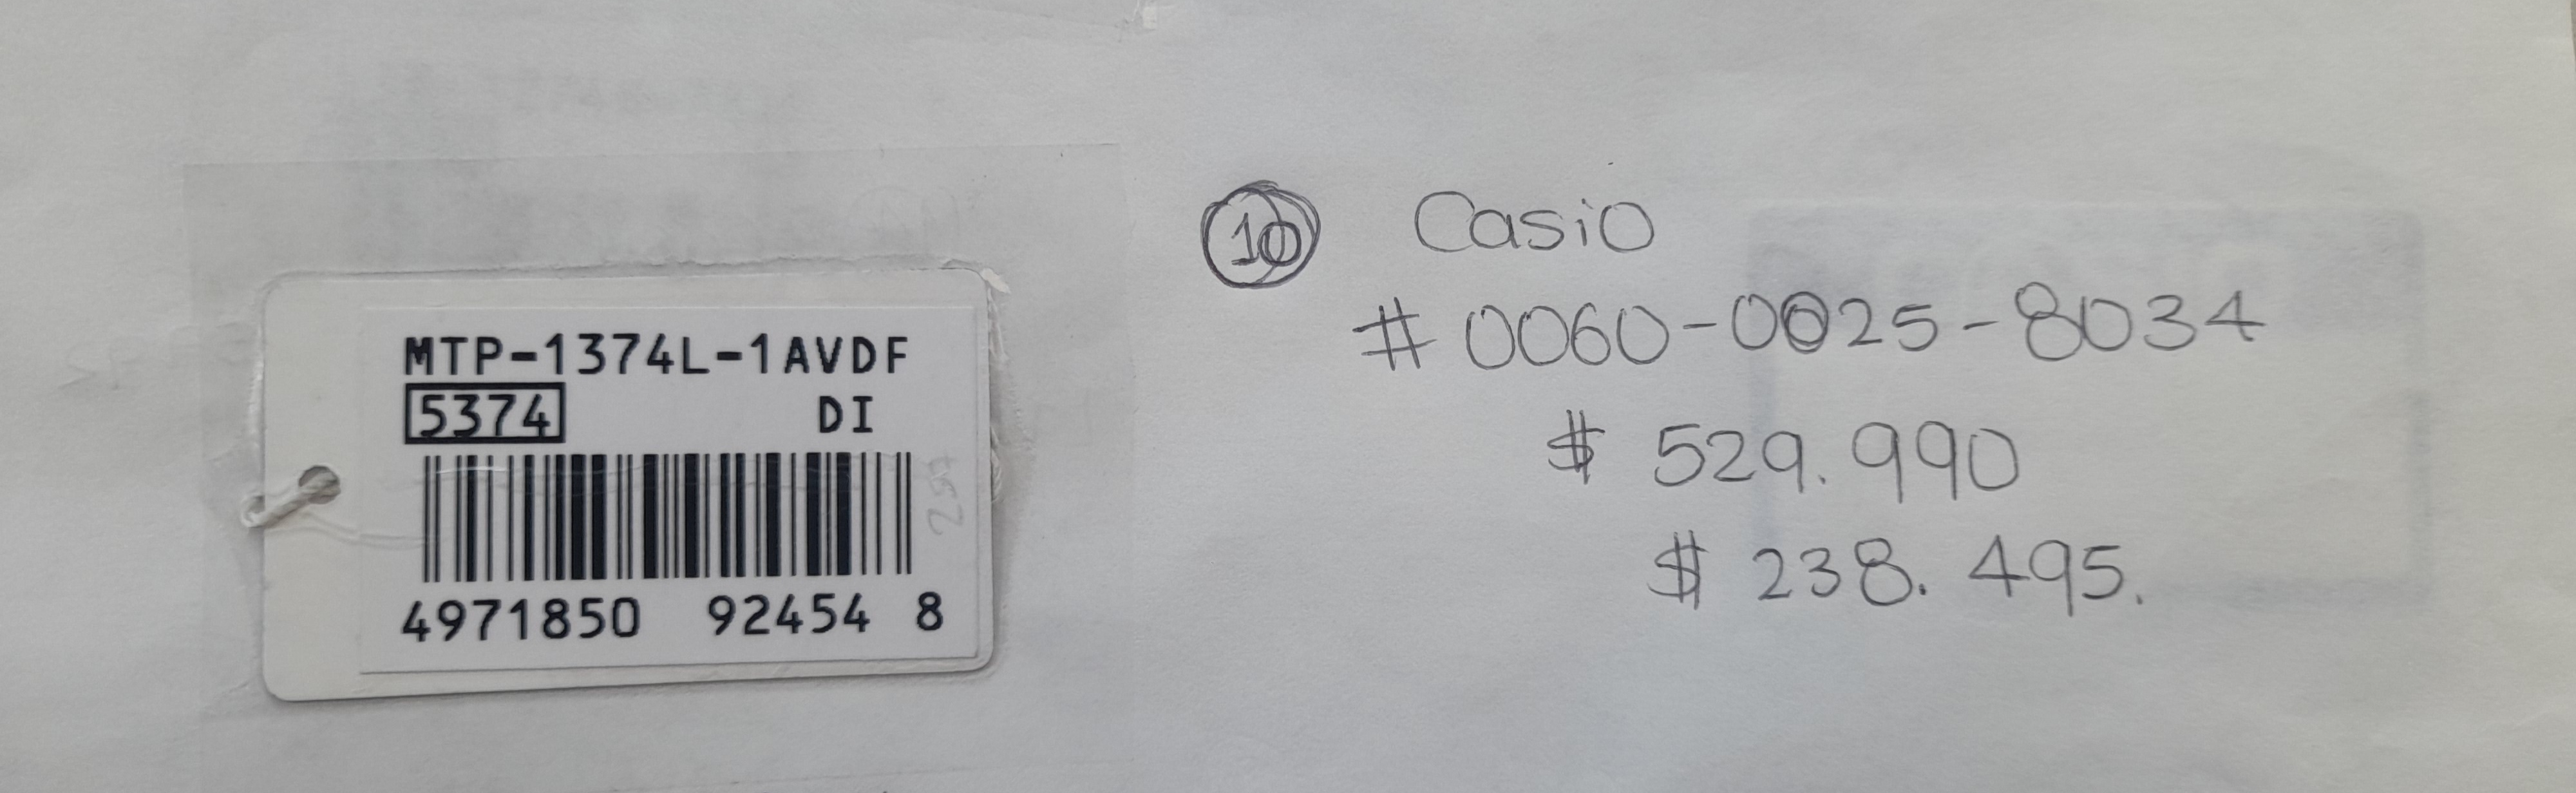 MTP-1374L-1AVDF
5374 DI
4971850 92454 8
10 Casio
# 0060-0025-8034
$ 529.990
$ 238.495.